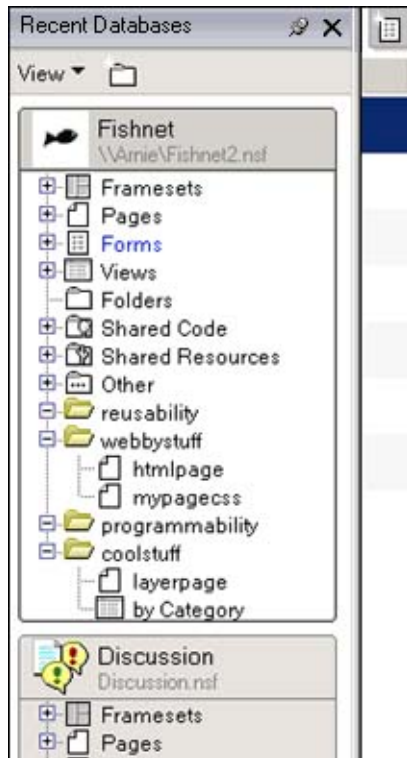 Recent Databases
View
Fishnet
\\Arnie\Fishnet2.nsf
Framesets
Pages
Forms
Views
Folders
Shared Code
Shared Resources
Other
reusability
webbystuff
htmlpage
mypagecss
programmability
coolstuff
layerpage
by Category
Discussion
Discussion.nsf
Framesets
Pages